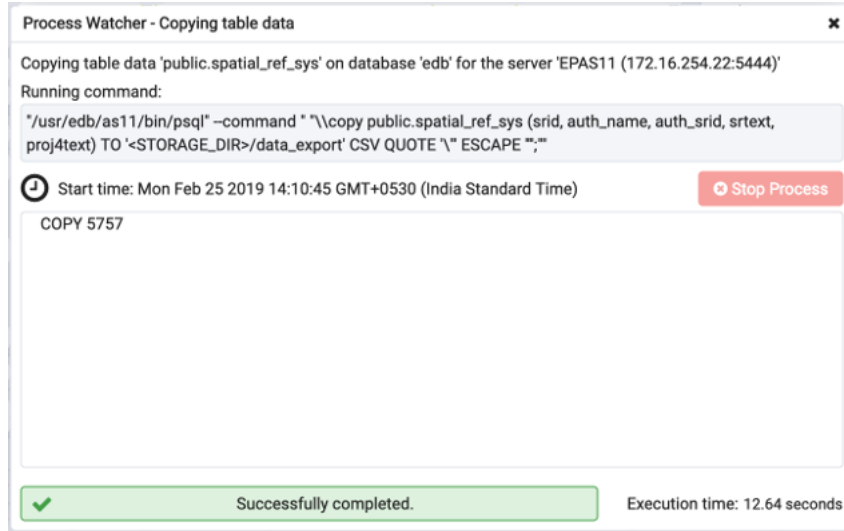 Process Watcher - Copying table data
Copying table data 'public.spatial_ref_sys' on database 'edb' for the server 'EPAS11 (172.16.254.22:5444)'
Running command:
"/usr/edb/as11/bin/psql" --command " "\\copy public.spatial_ref_sys (srid, auth_name, auth_srid, srtext,
proj4text) TO '<STORAGE_DIR>/data_export' CSV QUOTE '\"' ESCAPE '''';""
Start time: Mon Feb 25 2019 14:10:45 GMT+0530 (India Standard Time)
Stop Process
COPY 5757
Successfully completed.
Execution time: 12.64 seconds